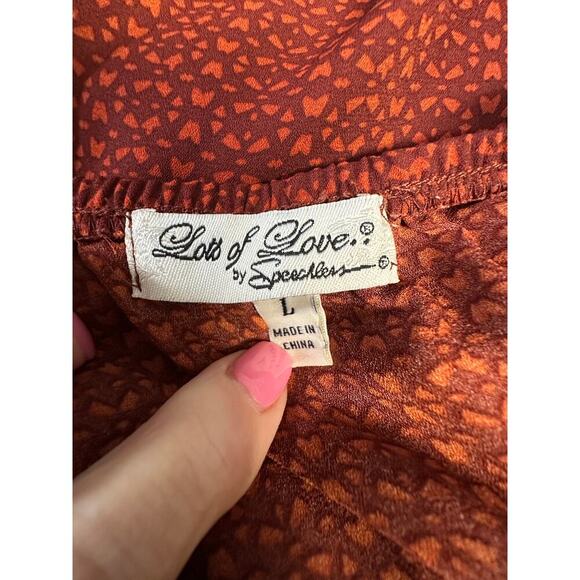 Lots of Love.:®
by Speechless®
L
MADE IN
CHINA